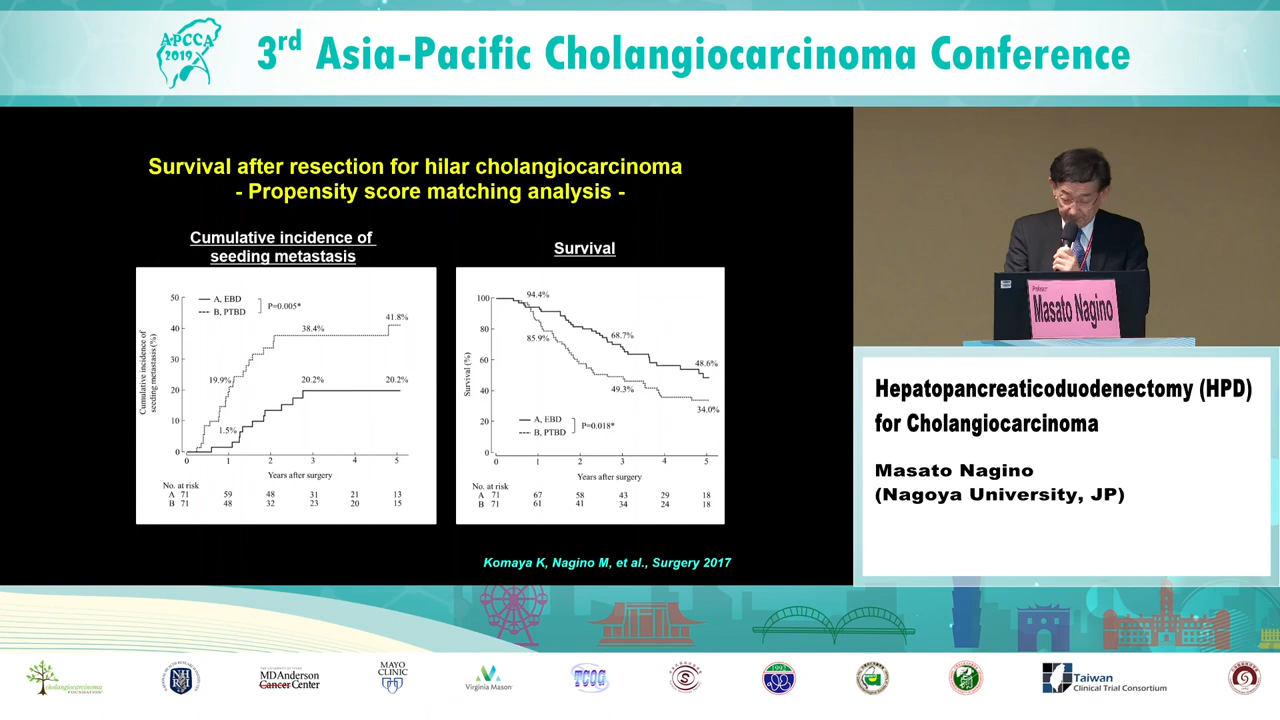 APCCA
2019
3rd Asia-Pacific Cholangiocarcinoma Conference
Survival after resection for hilar cholangiocarcinoma
- Propensity score matching analysis -
Cumulative incidence of
seeding metastasis
Cumulative incidence of
seeding metastasis (%)
50
40
30
20
10
0
A, EBD
B, PTBD
P=0.005*
41.8%
38.4%
19.9%
20.2%
20.2%
1.5%
0 1 2 3 4 5
Years after surgery
No. at risk
A 71 59 48 31 21 13
B 71 48 32 23 20 15
Survival
Survival (%)
100
80
60
40
20
0
94.4%
85.9%
68.7%
49.3%
48.6%
34.0%
A, EBD
B, PTBD
P=0.018*
0 1 2 3 4 5
Years after surgery
No. at risk
A 71 67 58 43 29 18
B 71 61 41 34 24 18
Komaya K, Nagino M, et al., Surgery 2017
Masato Nagino
Hepatopancreaticoduodenectomy (HPD)
for Cholangiocarcinoma
Masato Nagino
(Nagoya University, JP)
cholangiocarcinoma
FOUNDATION
MDAnderson
Cancer Center
MAYO
CLINIC
Virginia Mason
TCOG
1992
Taiwan
Clinical Trial Consortium